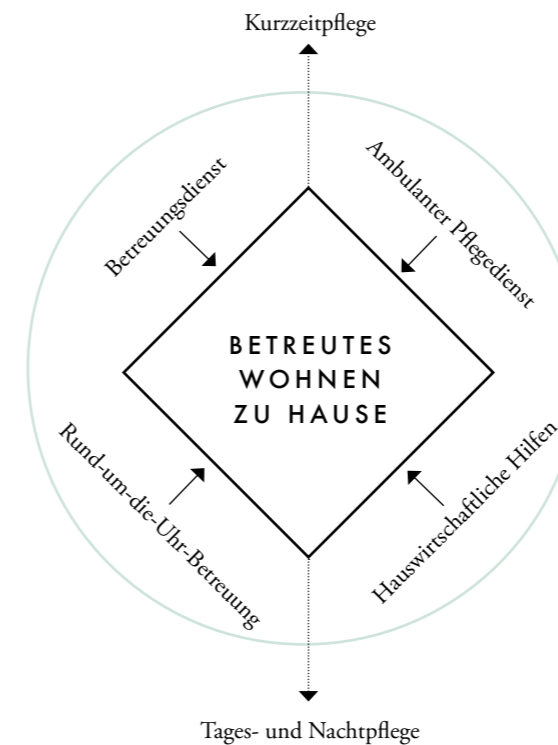 Kurzzeitpflege
Betreuungsdienst
Ambulanter Pflegedienst
BETREUTES
WOHNEN
ZU HAUSE
Rund-um-die-Uhr-Betreuung
Hauswirtschaftliche Hilfen
Tages- und Nachtpflege